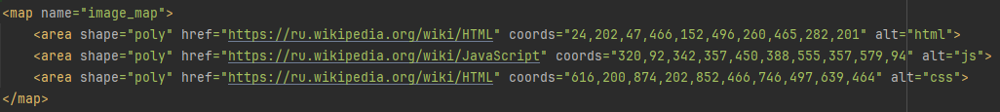 <map name="image_map">
<area shape="poly" href="https://ru.wikipedia.org/wiki/HTML" coords="24,202,47,466,152,496,260,465,282,201" alt="html">
<area shape="poly" href="https://ru.wikipedia.org/wiki/JavaScript" coords="320,92,342,357,450,388,555,357,579,94" alt="js">
<area shape="poly" href="https://ru.wikipedia.org/wiki/HTML" coords="616,200,874,202,852,466,746,497,639,464" alt="css">
</map>